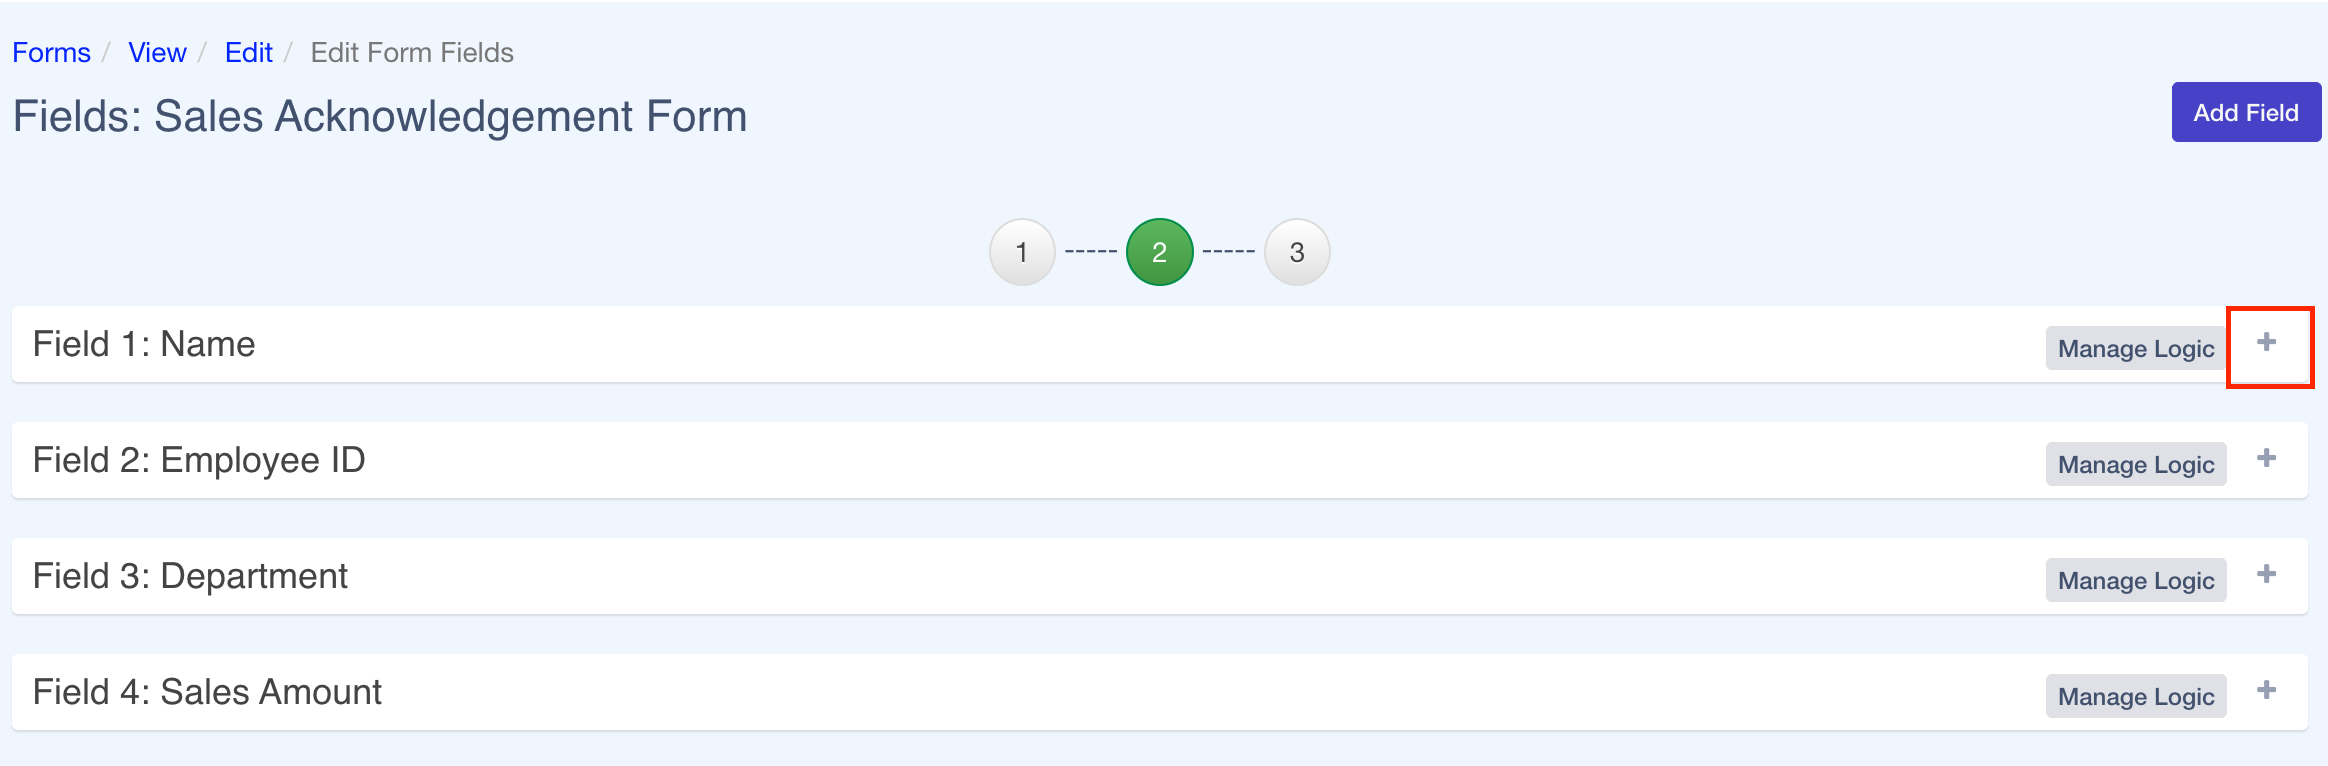 Forms / View / Edit / Edit Form Fields
Fields: Sales Acknowledgement Form
Add Field
1 ----- 2 ----- 3
Field 1: Name Manage Logic +
Field 2: Employee ID Manage Logic +
Field 3: Department Manage Logic +
Field 4: Sales Amount Manage Logic +